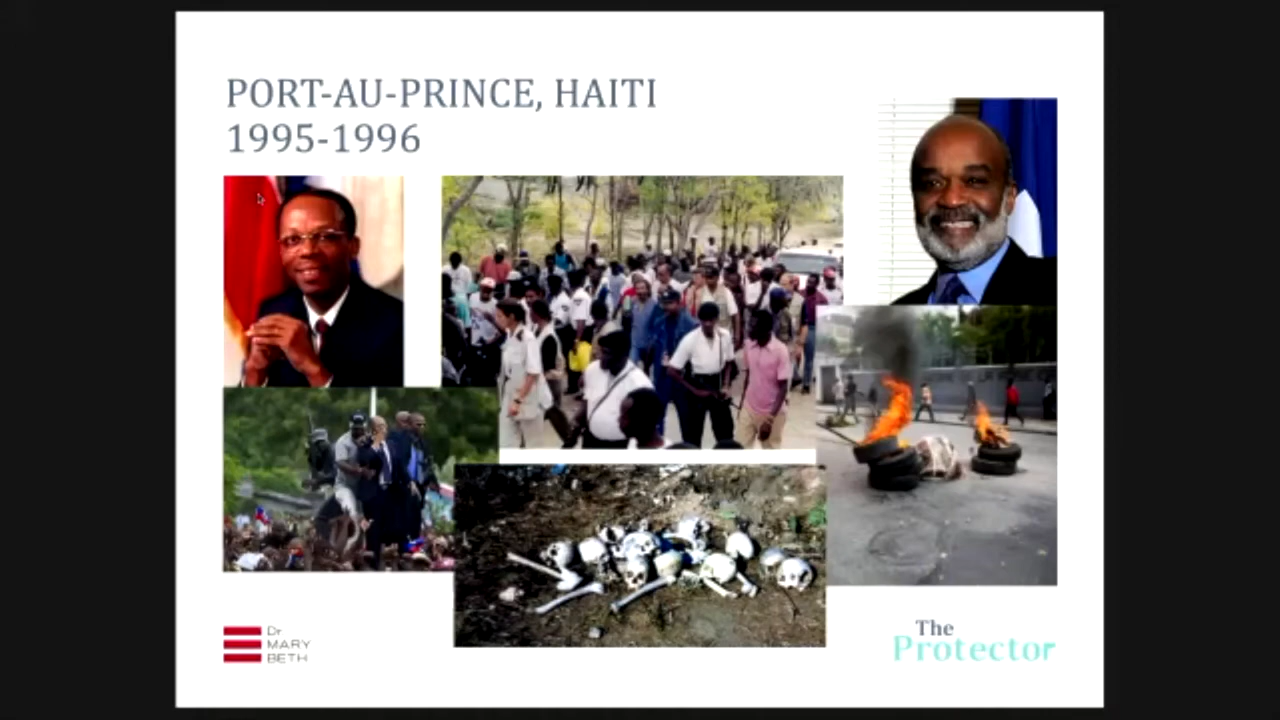 PORT-AU-PRINCE, HAITI
1995-1996
Dr
MARY
BETH
The
Protector